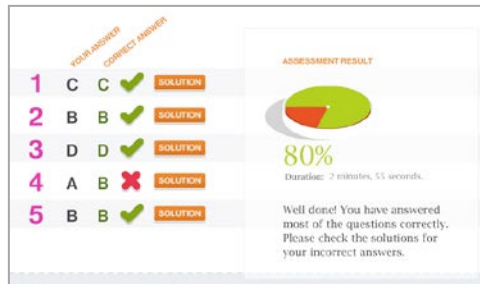 YOUR ANSWER
CORRECT ANSWER
1 C C SOLUTION
2 B B SOLUTION
3 D D SOLUTION
4 A B SOLUTION
5 B B SOLUTION
ASSESSMENT RESULT
80%
Duration: 2 minutes, 55 seconds.
Well done! You have answered
most of the questions correctly.
Please check the solutions for
your incorrect answers.